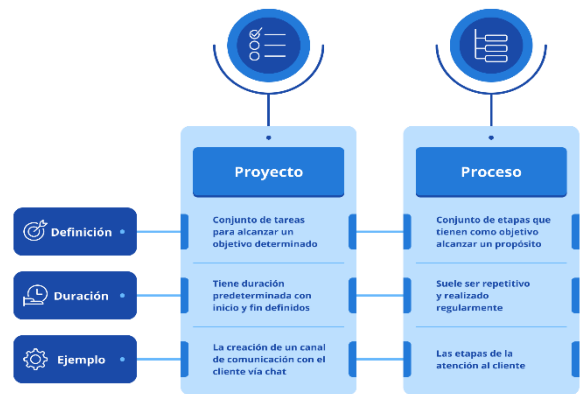 Proyecto
Proceso
Definición
Conjunto de tareas
para alcanzar un
objetivo determinado
Conjunto de etapas que
tienen como objetivo
alcanzar un propósito
Duración
Tiene duración
predeterminada con
inicio y fin definidos
Suele ser repetitivo
y realizado
regularmente
Ejemplo
La creación de un canal
de comunicación con el
cliente vía chat
Las etapas de la
atención al cliente